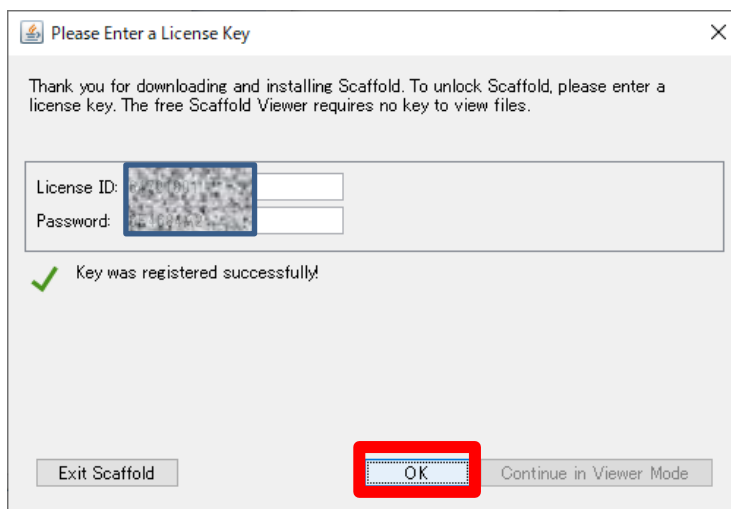 Please Enter a License Key
Thank you for downloading and installing Scaffold. To unlock Scaffold, please enter a
license key. The free Scaffold Viewer requires no key to view files.
License ID:
Password:
Key was registered successfully!
Exit Scaffold
OK
Continue in Viewer Mode